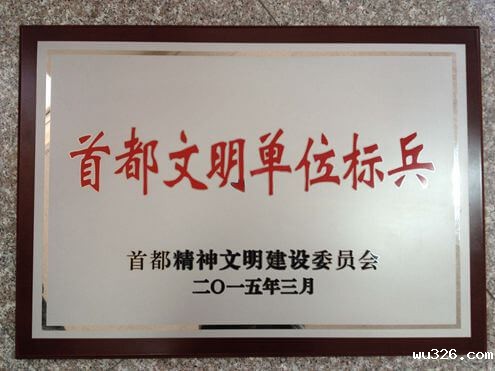 首都文明单位标兵
首都精神文明建设委员会
二〇一五年三月
wu326.com